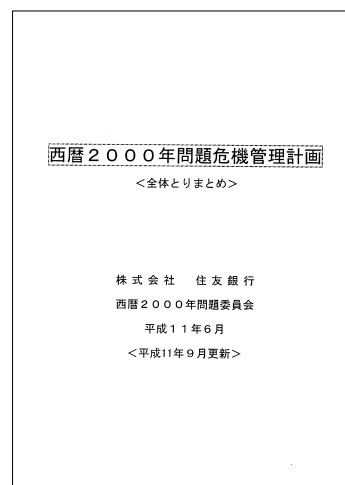 西暦２０００年問題危機管理計画
＜全体とりまとめ＞
株式会社　住友銀行
西暦２０００年問題委員会
平成１１年６月
＜平成11年９月更新＞